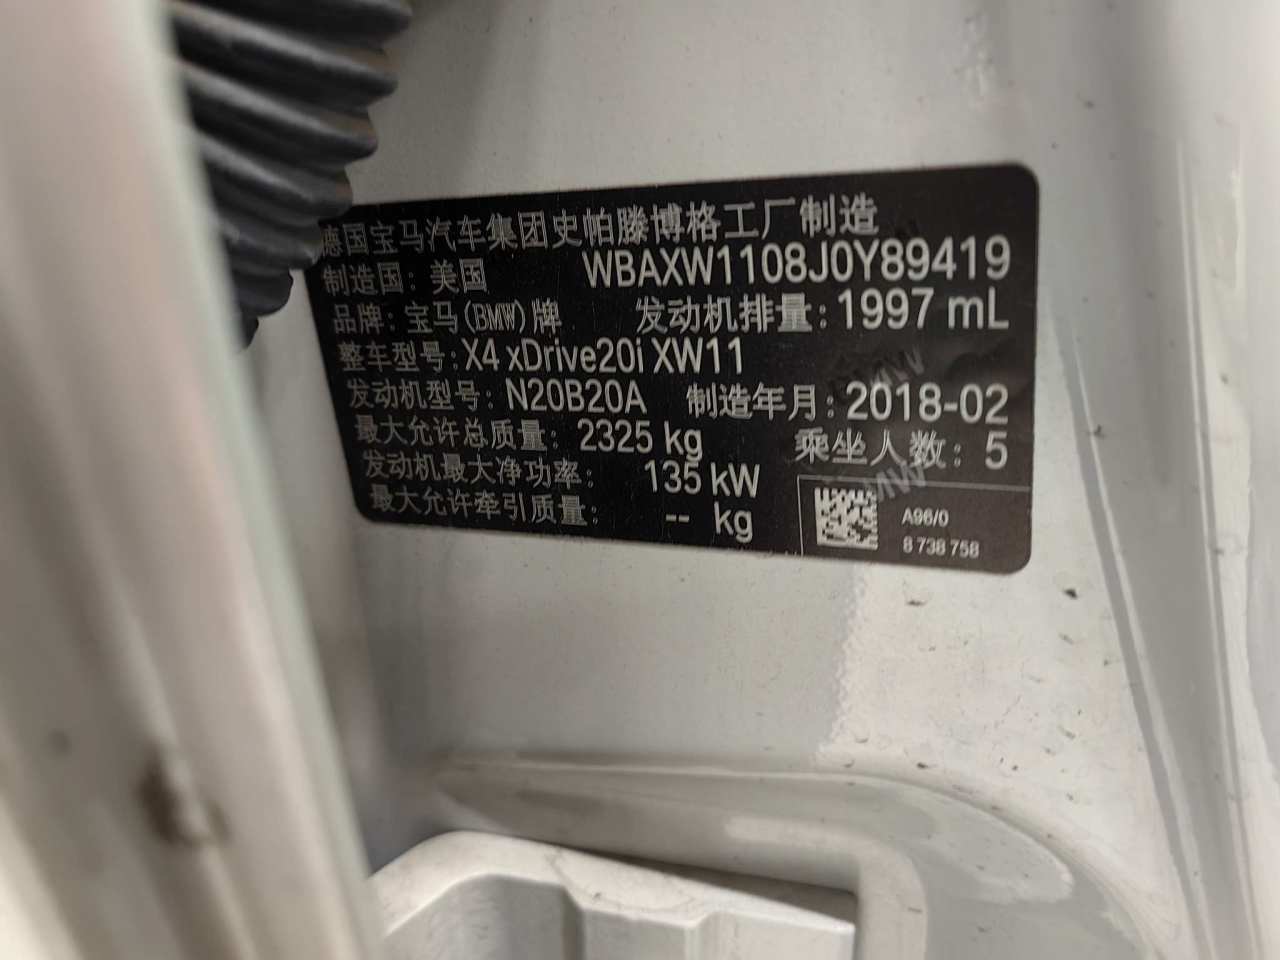 德国宝马汽车集团史帕滕博格工厂制造
制造国：美国 WBAXW1108J0Y89419
品牌：宝马(BMW)牌 发动机排量：1997 mL
整车型号：X4 xDrive20i XW11
发动机型号：N20B20A 制造年月：2018-02
最大允许总质量：2325 kg 乘坐人数：5
发动机最大净功率：135 kW
最大允许牵引质量：-- kg
A96/0
8 738 758